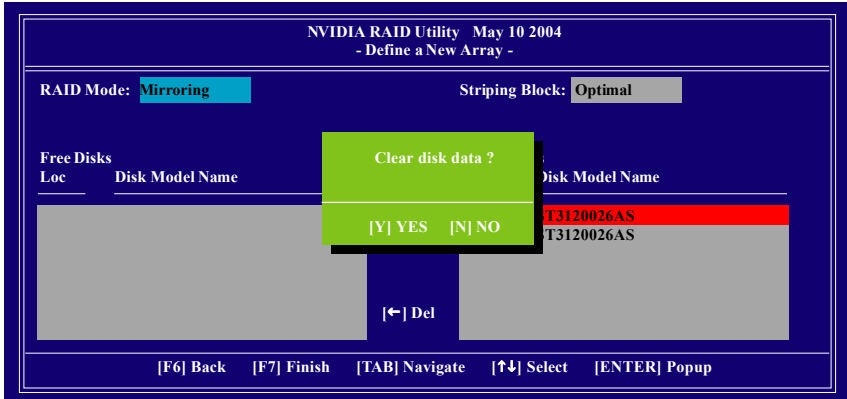 NVIDIA RAID Utility May 10 2004
- Define a New Array -
RAID Mode: Mirroring
Striping Block: Optimal
Free Disks
Loc Disk Model Name
Disk Model Name
Clear disk data ?
[Y] YES [N] NO
ST3120026AS
ST3120026AS
[←] Del
[F6] Back [F7] Finish [TAB] Navigate [↑↓] Select [ENTER] Popup